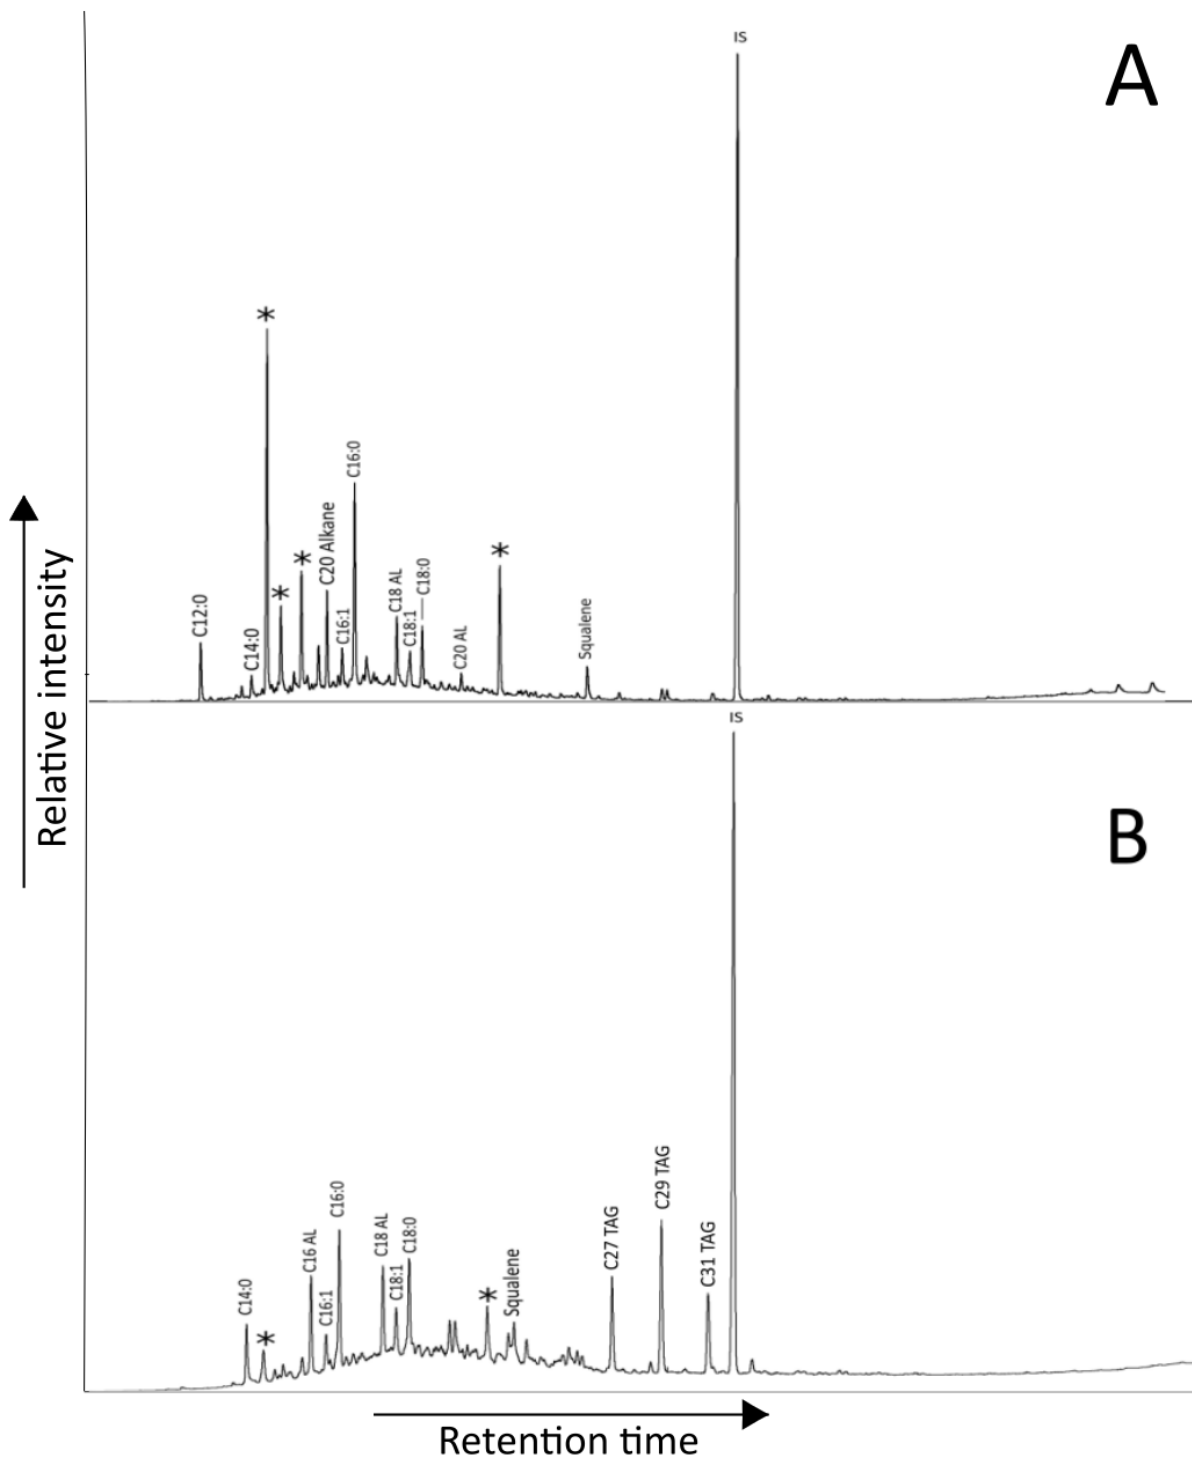 IS
A
*
C16:0
C20 Alkane
*
*
C18:0
C18 AL
C12:0
C16:1
C18:1
C14:0
C20 AL
*
Squalene
Relative intensity
IS
B
C29 TAG
C27 TAG
C31 TAG
C16:0
C18 AL
C18:0
C16 AL
C18:1
C16:1
C14:0
*
*
Squalene
Retention time